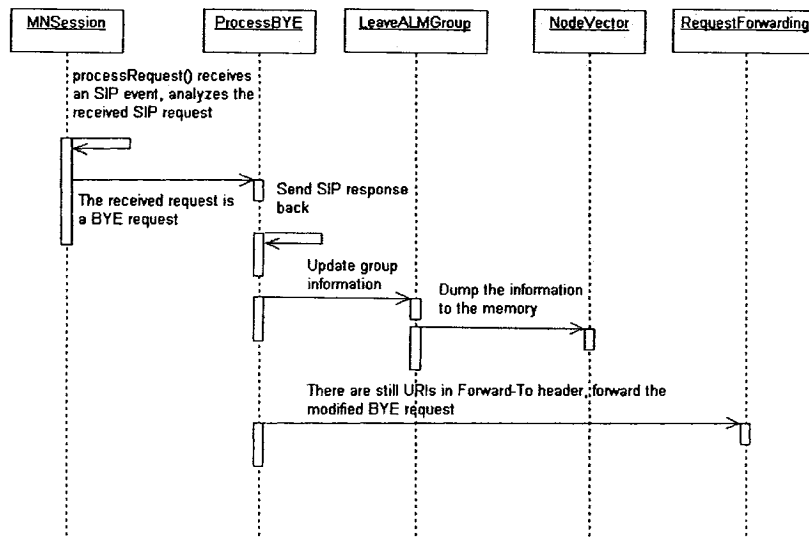 MNSession
ProcessBYE
LeaveALMGroup
NodeVector
RequestForwarding
processRequest() receives
an SIP event, analyzes the
received SIP request
The received request is
a BYE request
Send SIP response
back
Update group
information
Dump the information
to the memory
There are still URIs in Forward-To header, forward the
modified BYE request